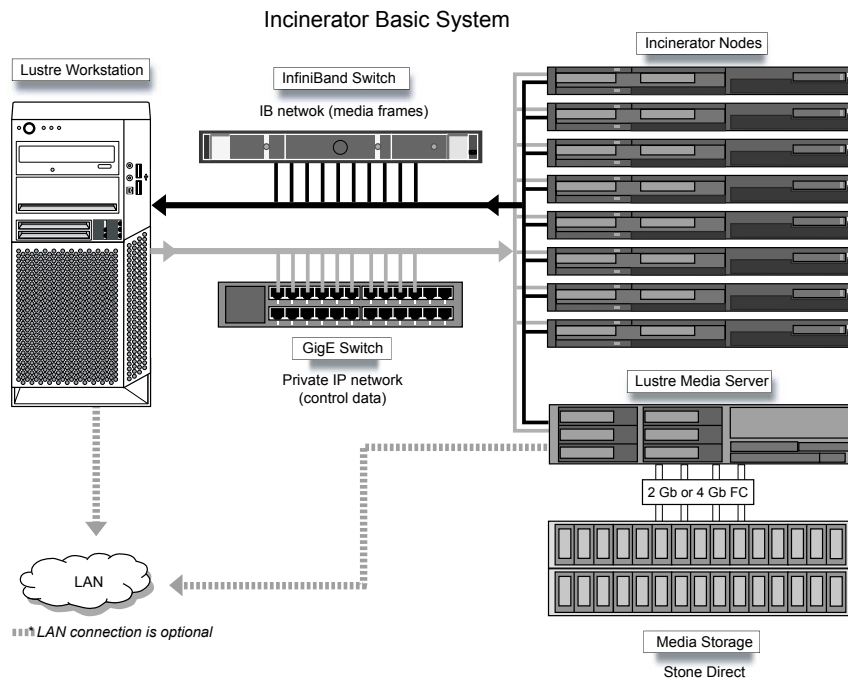 Incinerator Basic System
Lustre Workstation
InfiniBand Switch
IB netwok (media frames)
Incinerator Nodes
GigE Switch
Private IP network
(control data)
Lustre Media Server
2 Gb or 4 Gb FC
LAN
* LAN connection is optional
Media Storage
Stone Direct